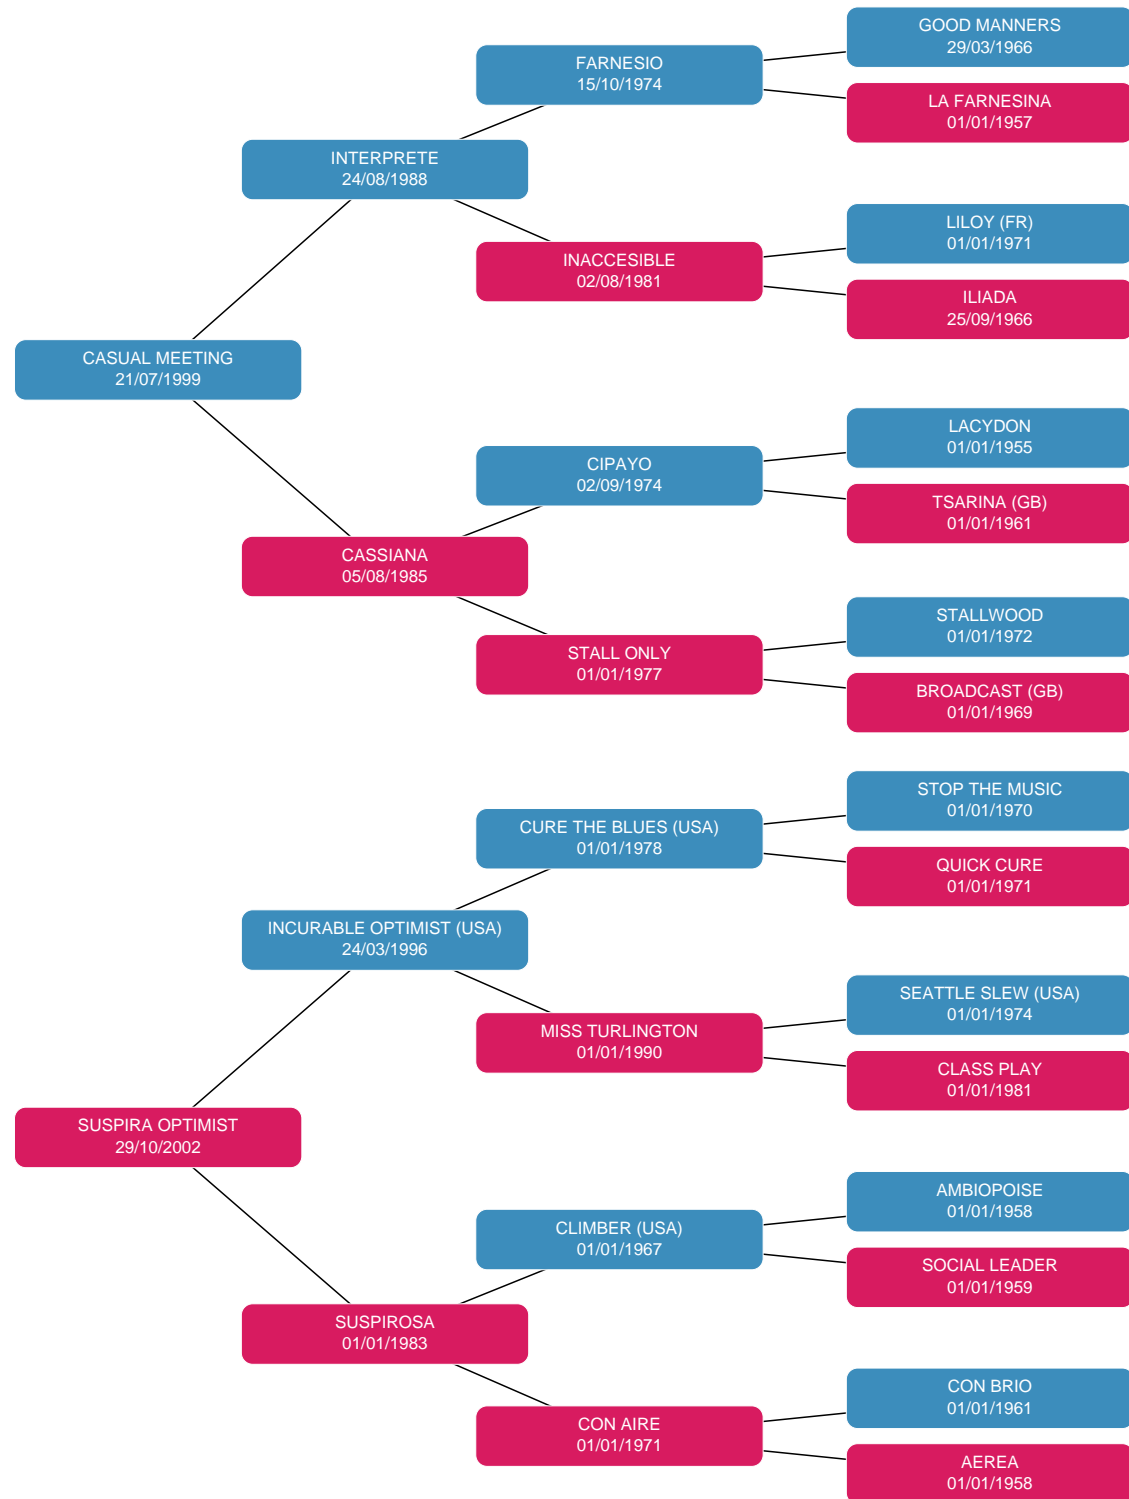 GOOD MANNERS
29/03/1966
FARNESIO
15/10/1974
LA FARNESINA
01/01/1957
INTERPRETE
24/08/1988
LILOY (FR)
01/01/1971
INACCESIBLE
02/08/1981
ILIADA
25/09/1966
CASUAL MEETING
21/07/1999
LACYDON
01/01/1955
CIPAYO
02/09/1974
TSARINA (GB)
01/01/1961
CASSIANA
05/08/1985
STALLWOOD
01/01/1972
STALL ONLY
01/01/1977
BROADCAST (GB)
01/01/1969
STOP THE MUSIC
01/01/1970
CURE THE BLUES (USA)
01/01/1978
QUICK CURE
01/01/1971
INCURABLE OPTIMIST (USA)
24/03/1996
SEATTLE SLEW (USA)
01/01/1974
MISS TURLINGTON
01/01/1990
CLASS PLAY
01/01/1981
SUSPIRA OPTIMIST
29/10/2002
AMBIOPOISE
01/01/1958
CLIMBER (USA)
01/01/1967
SOCIAL LEADER
01/01/1959
SUSPIROSA
01/01/1983
CON BRIO
01/01/1961
CON AIRE
01/01/1971
AEREA
01/01/1958